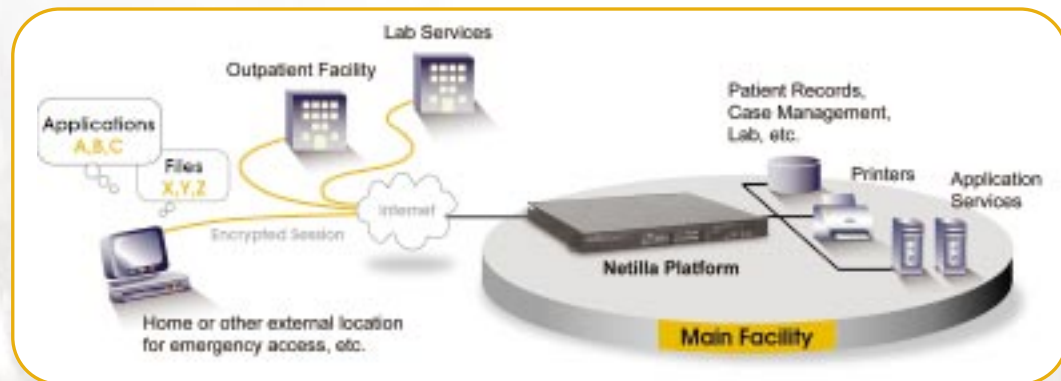 Lab Services
Outpatient Facility
Applications
A,B,C
Files
X,Y,Z
Encrypted Session
Internet
Home or other external location
for emergency access, etc.
Patient Records,
Case Management,
Lab, etc.
Printers
Application
Services
Netilla Platform
Main Facility